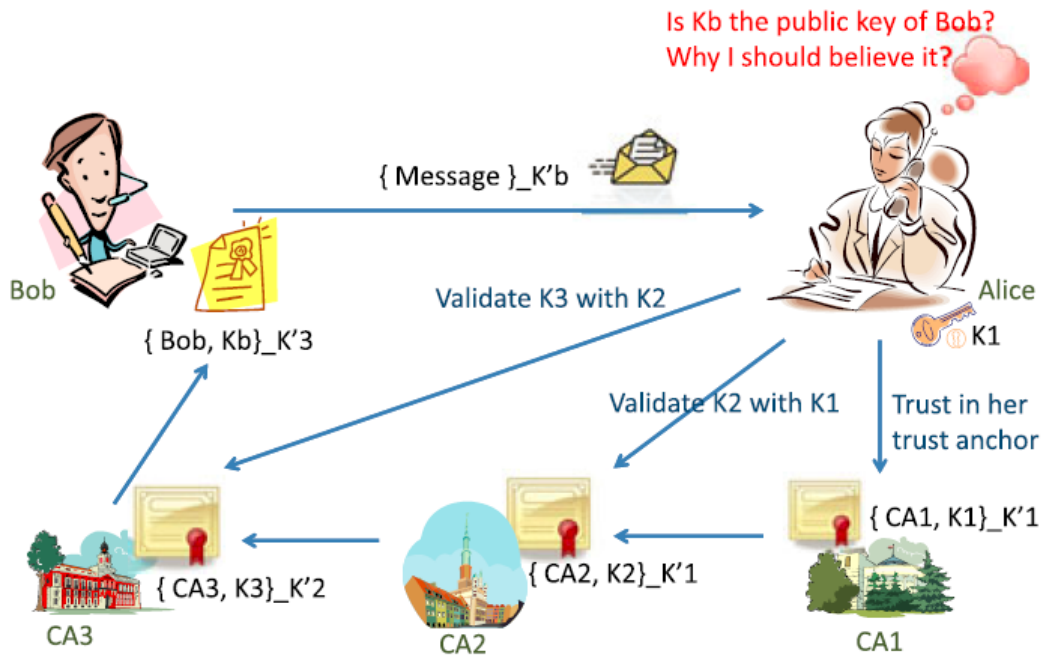 Is Kb the public key of Bob?
Why I should believe it?
{ Message }_K'b
Bob
Alice
K1
{ Bob, Kb}_K'3
Validate K3 with K2
Validate K2 with K1
Trust in her
trust anchor
{ CA1, K1}_K'1
{ CA2, K2}_K'1
{ CA3, K3}_K'2
CA3
CA2
CA1